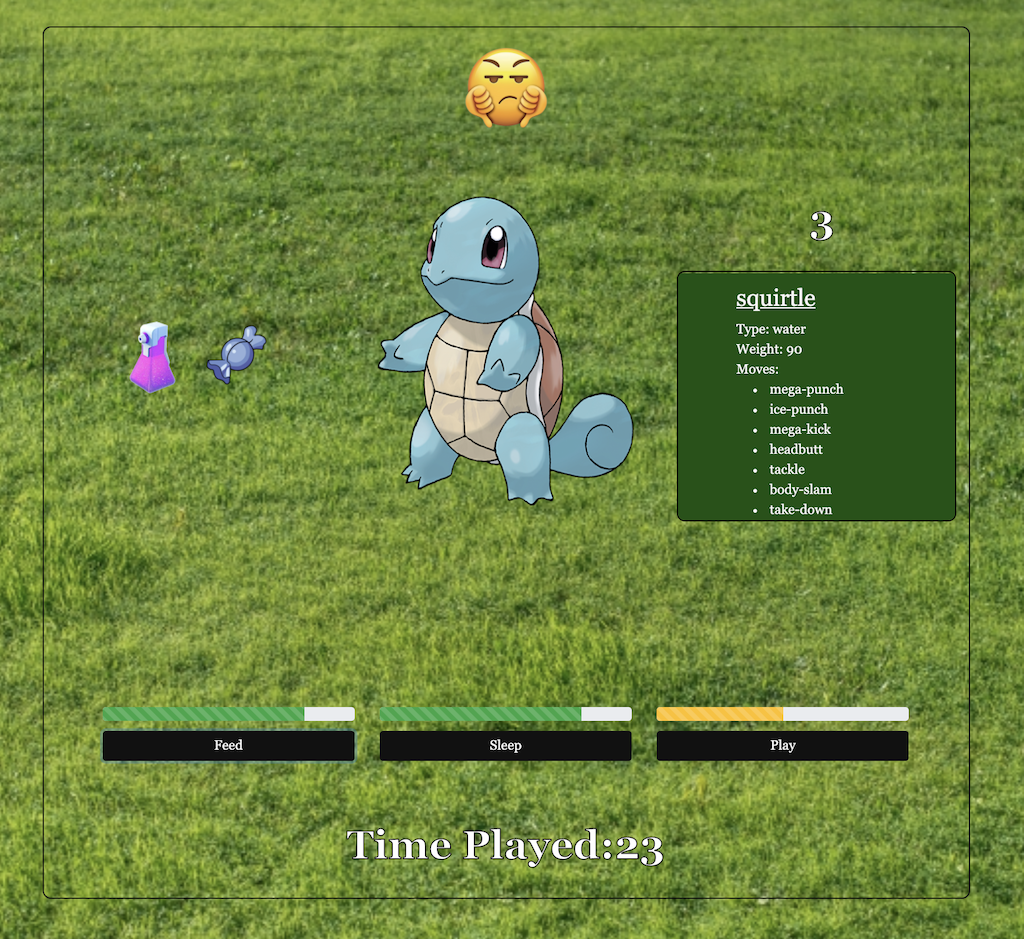 3
squirtle
Type: water
Weight: 90
Moves:
mega-punch
ice-punch
mega-kick
headbutt
tackle
body-slam
take-down
Feed
Sleep
Play
Time Played:23